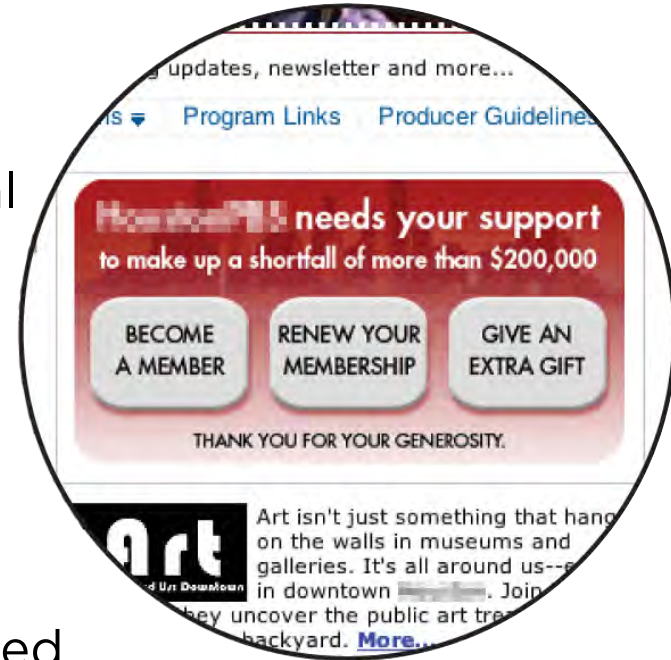 updates, newsletter and more...
Program Links Producer Guidelines
needs your support
to make up a shortfall of more than $200,000
BECOME
A MEMBER
RENEW YOUR
MEMBERSHIP
GIVE AN
EXTRA GIFT
THANK YOU FOR YOUR GENEROSITY.
Art
Downtown
Art isn't just something that hang
on the walls in museums and
galleries. It's all around us--e
in downtown . Join
hey uncover the public art tre
backyard. More...
ed